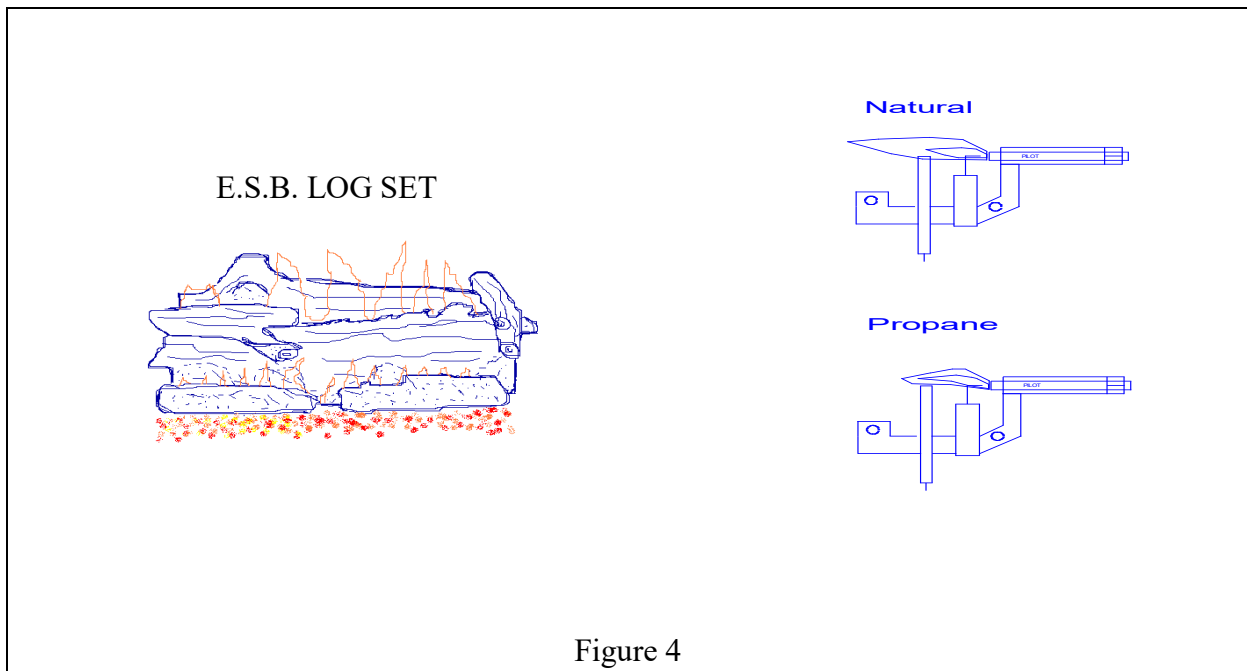 Natural
PILOT
E.S.B. LOG SET
Propane
PILOT
Figure 4